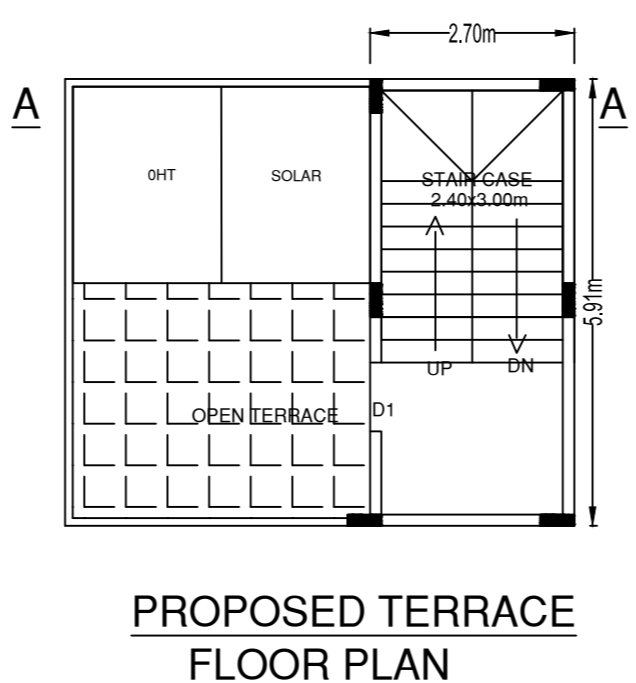 2.70m
A
A
0HT
SOLAR
STAIR CASE
2.40x3.00m
5.91m
UP
DN
OPEN TERRACE
D1
PROPOSED TERRACE
FLOOR PLAN